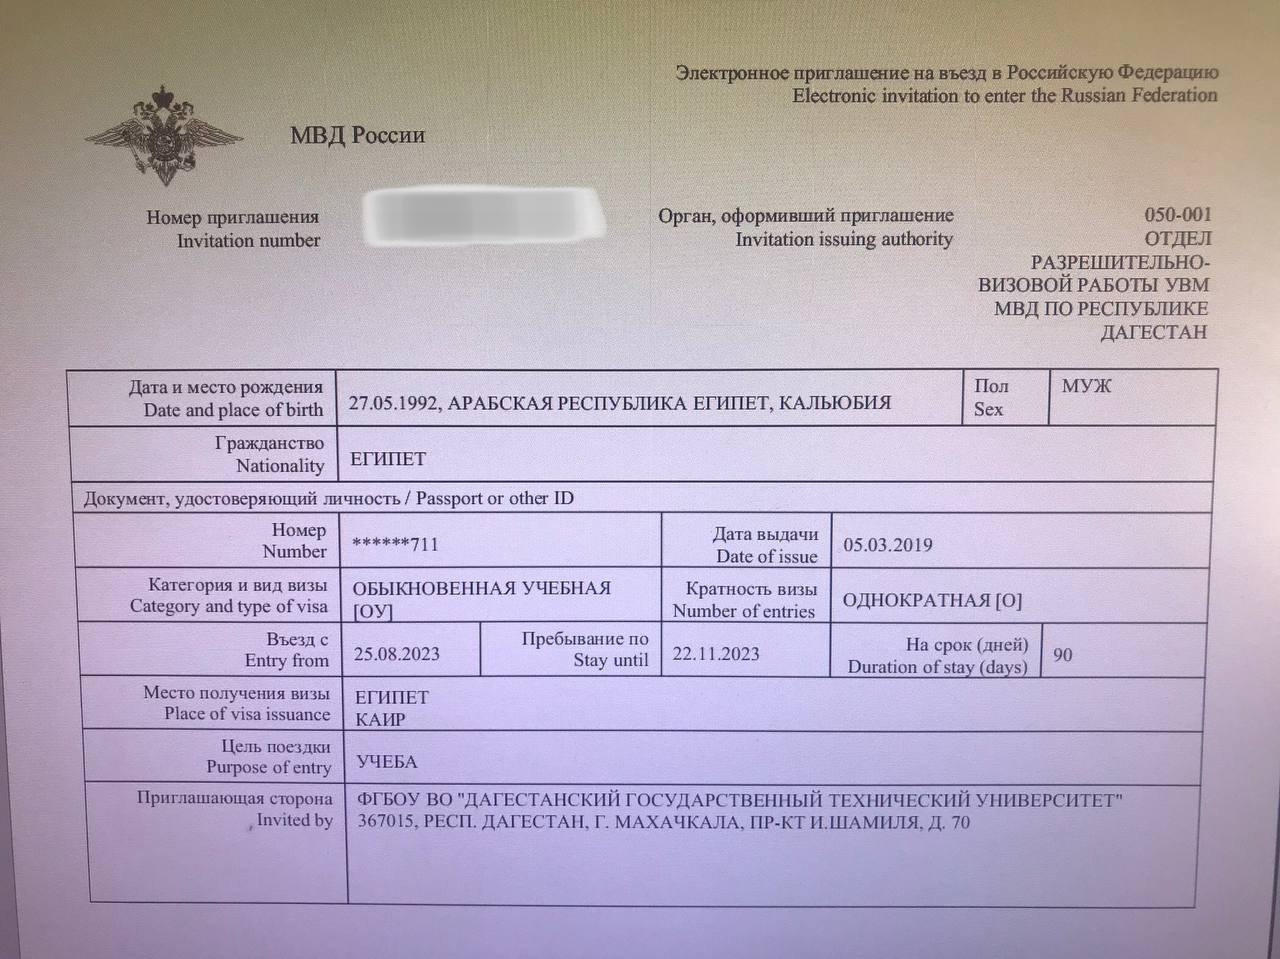 Электронное приглашение на въезд в Российскую Федерацию
Electronic invitation to enter the Russian Federation
МВД России
Номер приглашения
Invitation number
Орган, оформивший приглашение
Invitation issuing authority
050-001
ОТДЕЛ
РАЗРЕШИТЕЛЬНО-
ВИЗОВОЙ РАБОТЫ УВМ
МВД ПО РЕСПУБЛИКЕ
ДАГЕСТАН
Дата и место рождения
Date and place of birth
27.05.1992, АРАБСКАЯ РЕСПУБЛИКА ЕГИПЕТ, КАЛЬЮБИЯ
Пол
Sex
МУЖ
Гражданство
Nationality
ЕГИПЕТ
Документ, удостоверяющий личность / Passport or other ID
Номер
Number
******711
Дата выдачи
Date of issue
05.03.2019
Категория и вид визы
Category and type of visa
ОБЫКНОВЕННАЯ УЧЕБНАЯ
[ОУ]
Кратность визы
Number of entries
ОДНОКРАТНАЯ [О]
Въезд с
Entry from
25.08.2023
Пребывание по
Stay until
22.11.2023
На срок (дней)
Duration of stay (days)
90
Место получения визы
Place of visa issuance
ЕГИПЕТ
КАИР
Цель поездки
Purpose of entry
УЧЕБА
Приглашающая сторона
Invited by
ФГБОУ ВО "ДАГЕСТАНСКИЙ ГОСУДАРСТВЕННЫЙ ТЕХНИЧЕСКИЙ УНИВЕРСИТЕТ"
367015, РЕСП. ДАГЕСТАН, Г. МАХАЧКАЛА, ПР-КТ И.ШАМИЛЯ, Д. 70